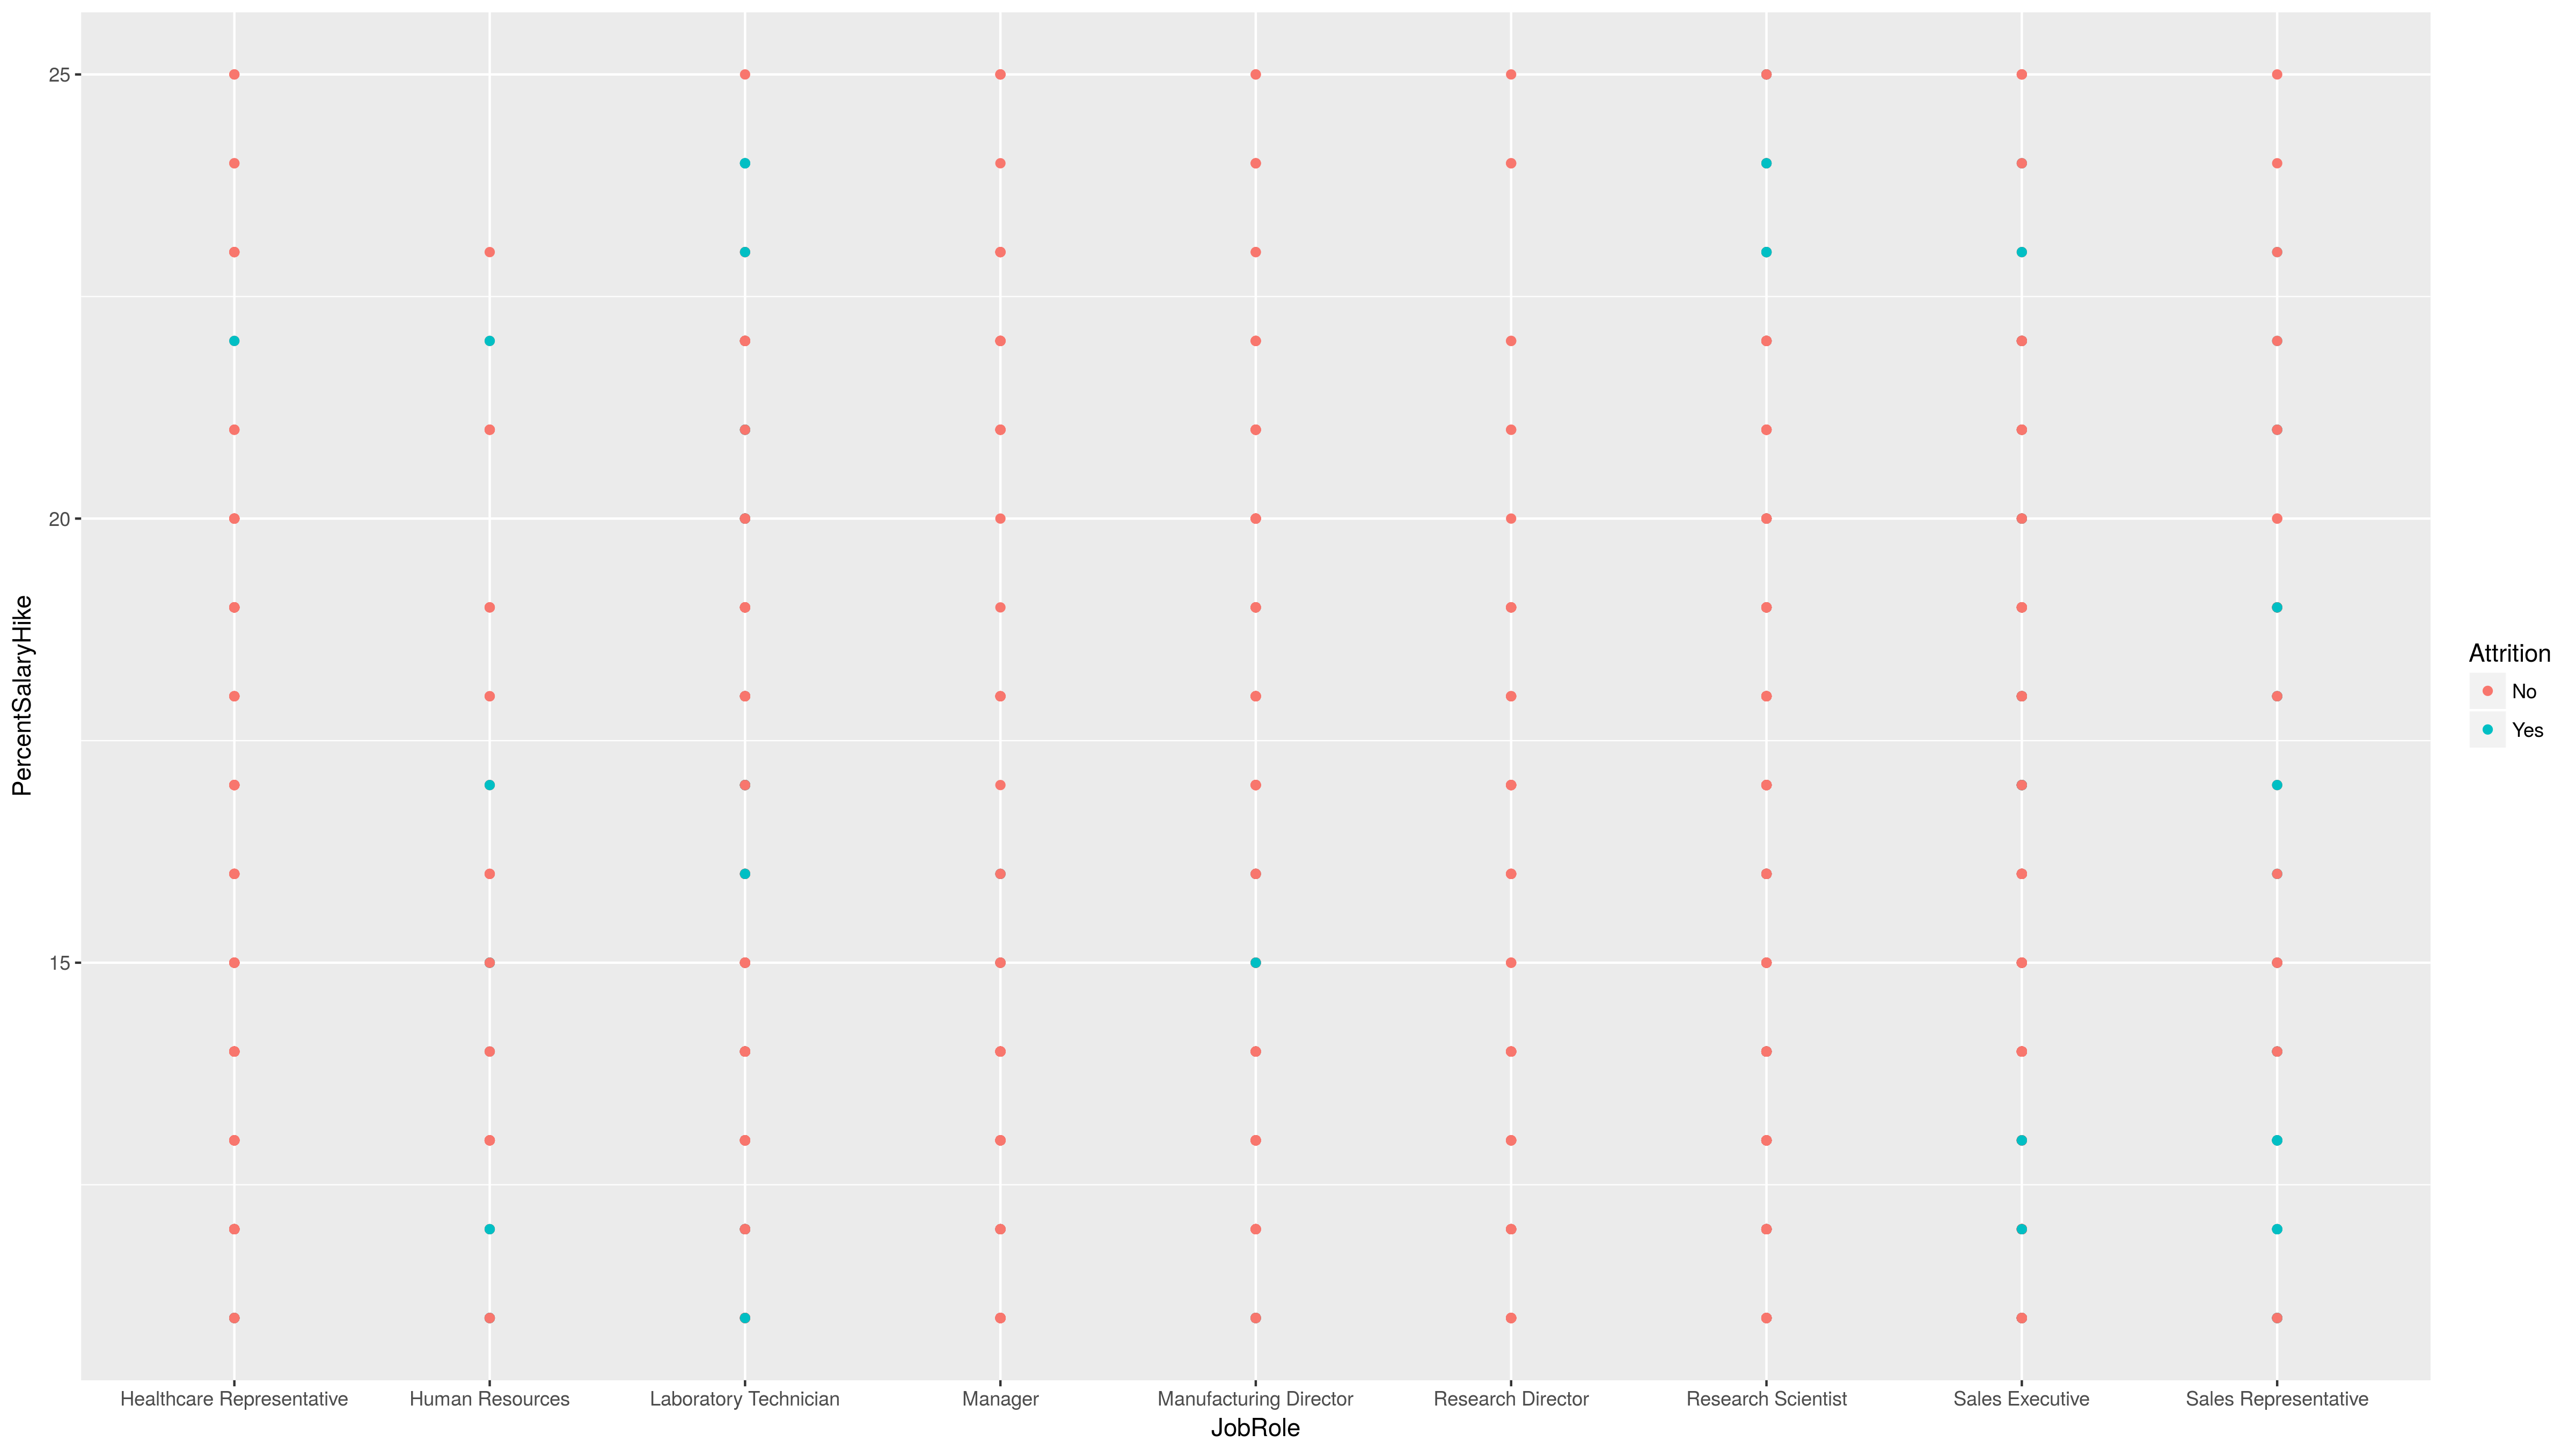 25
20
15
PercentSalaryHike
Healthcare Representative
Human Resources
Laboratory Technician
Manager
Manufacturing Director
Research Director
Research Scientist
Sales Executive
Sales Representative
JobRole
Attrition
No
Yes